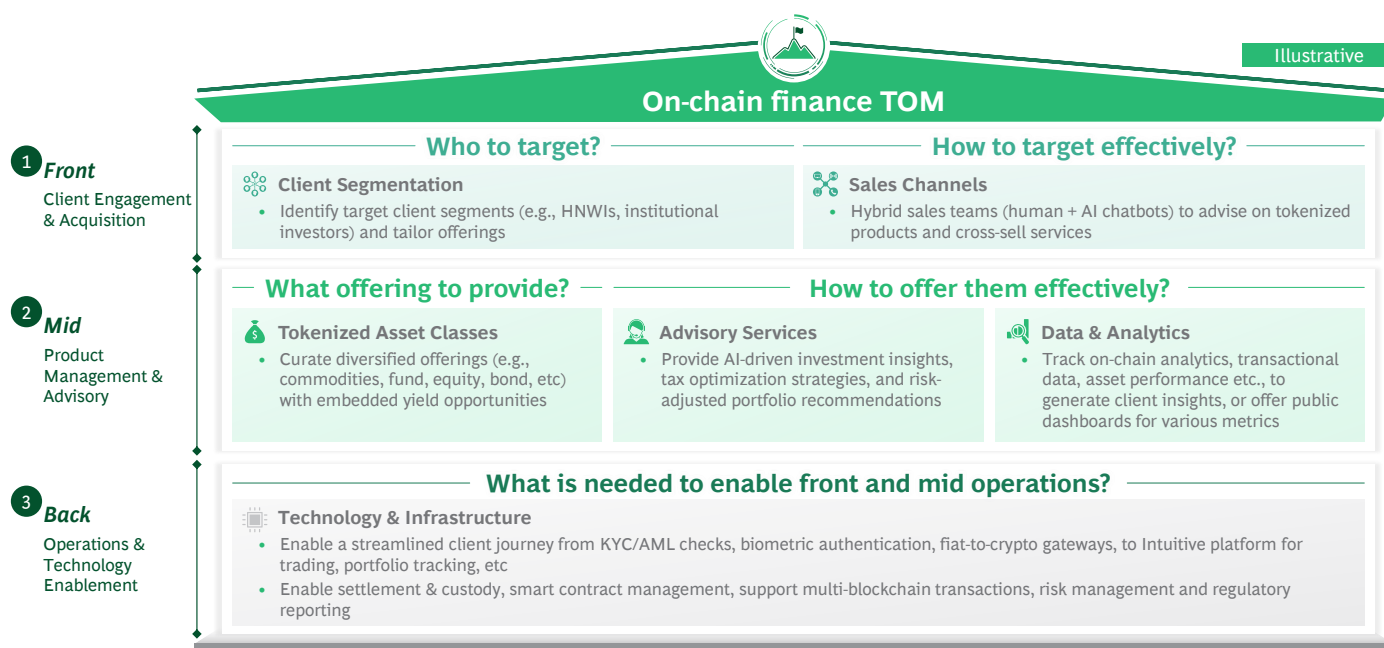 Illustrative
On-chain finance TOM
1
Front
Client Engagement
& Acquisition
Who to target?
Client Segmentation
• Identify target client segments (e.g., HNWIs, institutional
investors) and tailor offerings
How to target effectively?
Sales Channels
• Hybrid sales teams (human + AI chatbots) to advise on tokenized
products and cross-sell services
2
Mid
Product
Management &
Advisory
What offering to provide?
Tokenized Asset Classes
• Curate diversified offerings (e.g.,
commodities, fund, equity, bond, etc)
with embedded yield opportunities
How to offer them effectively?
Advisory Services
• Provide AI-driven investment insights,
tax optimization strategies, and risk-
adjusted portfolio recommendations
Data & Analytics
• Track on-chain analytics, transactional
data, asset performance etc., to
generate client insights, or offer public
dashboards for various metrics
3
Back
Operations &
Technology
Enablement
What is needed to enable front and mid operations?
Technology & Infrastructure
• Enable a streamlined client journey from KYC/AML checks, biometric authentication, fiat-to-crypto gateways, to Intuitive platform for
trading, portfolio tracking, etc
• Enable settlement & custody, smart contract management, support multi-blockchain transactions, risk management and regulatory
reporting